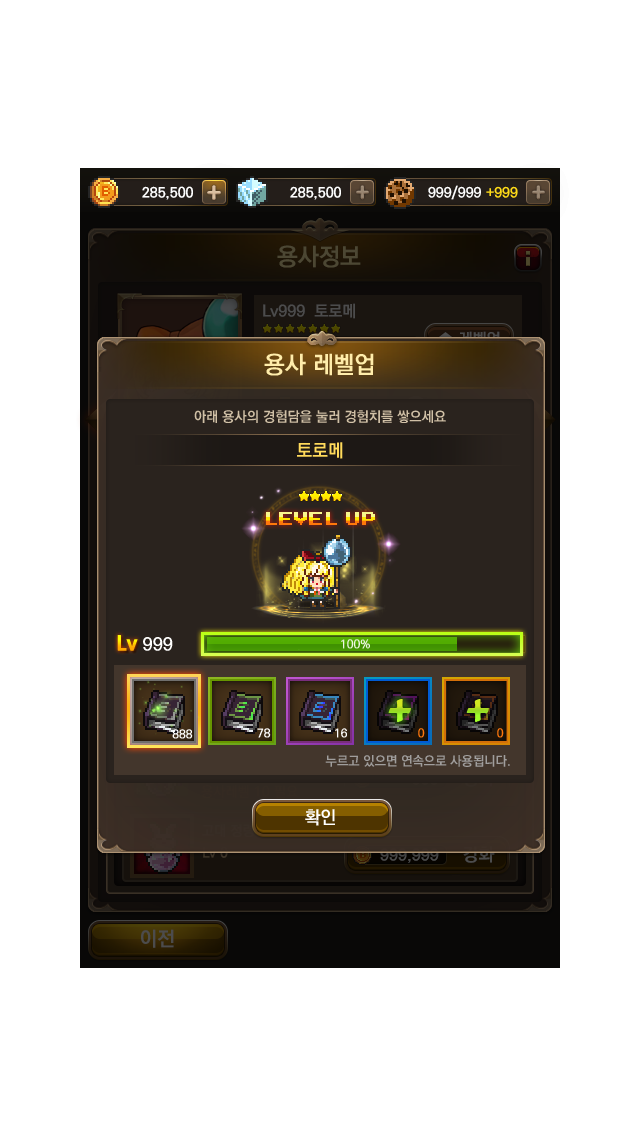 285,500 285,500 999/999 +999
용사정보
Lv999 토로메
레벨업
용사 레벨업
아래 용사의 경험담을 눌러 경험치를 쌓으세요
토로메
LEVEL UP
Lv 999 100%
888 78 16 0 0
누르고 있으면 연속으로 사용됩니다.
확인
999,999 강화
이전